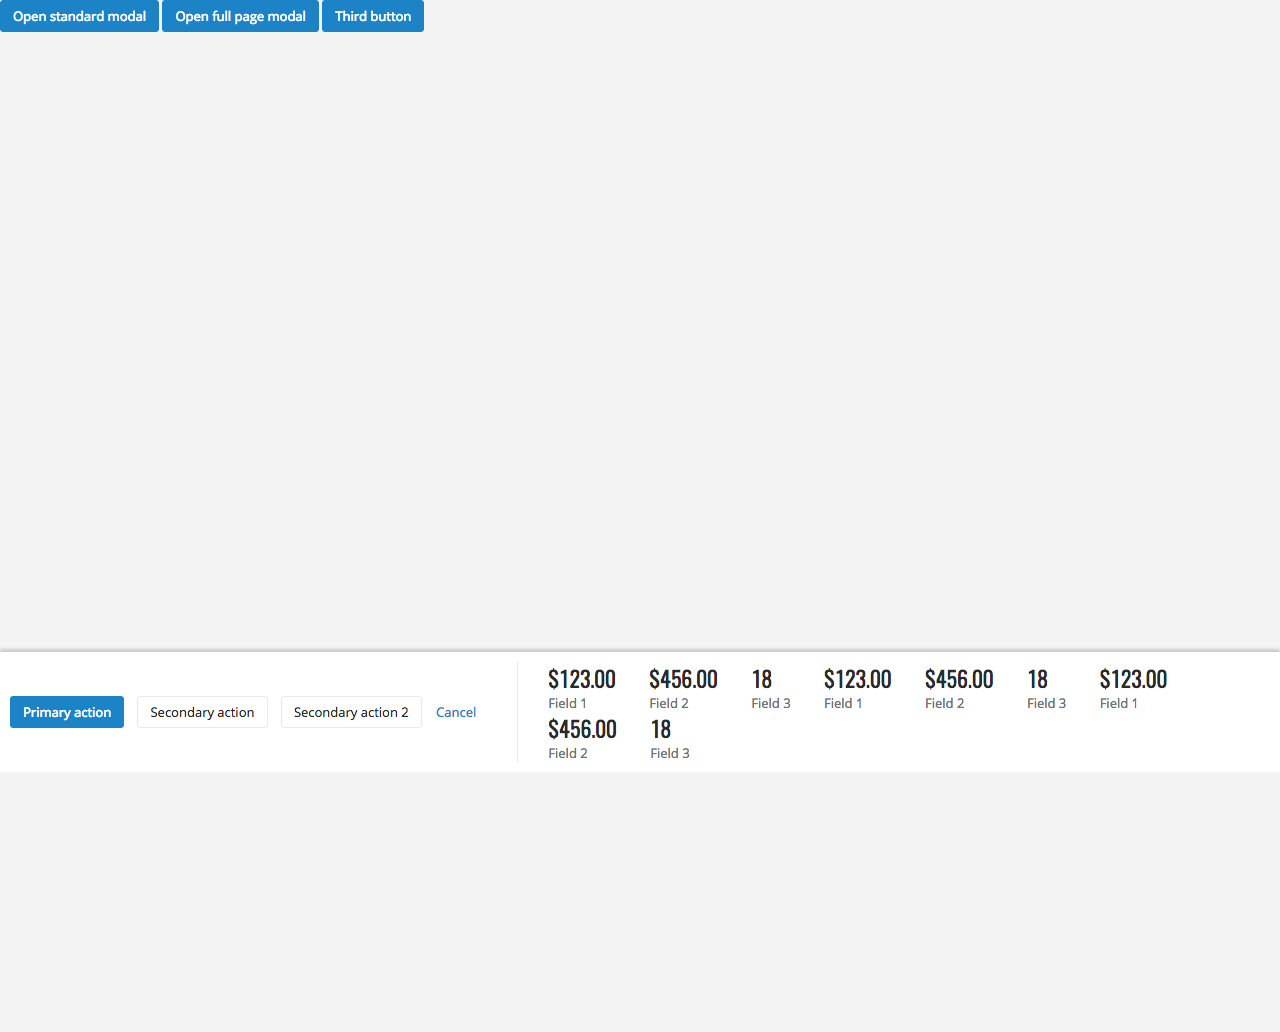 Open standard modal Open full page modal Third button
$123.00 $456.00 18 $123.00 $456.00 18 $123.00
Field 1 Field 2 Field 3 Field 1 Field 2 Field 3 Field 1
Primary action Secondary action Secondary action 2 Cancel
$456.00 18
Field 2 Field 3